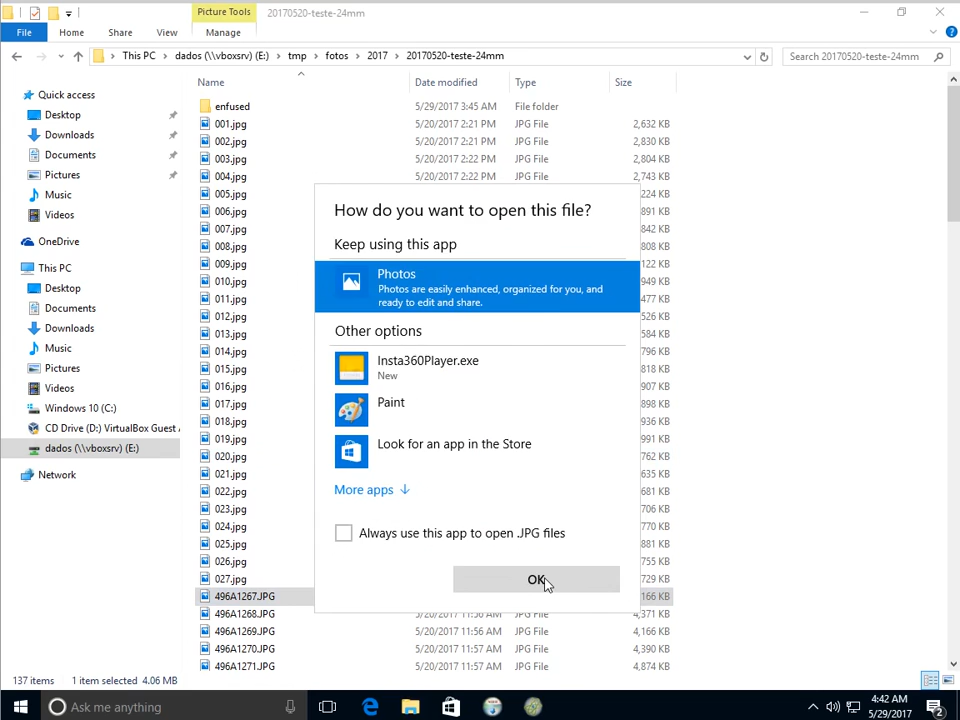 Picture Tools 20170520-teste-24mm
File Home Share View Manage
This PC dados (\\vboxsrv) (E:) tmp fotos 2017 20170520-teste-24mm Search 20170520-teste-24mm
Quick access
Desktop
Downloads
Documents
Pictures
Music
Videos
OneDrive
This PC
Desktop
Documents
Downloads
Music
Pictures
Videos
Windows 10 (C:)
CD Drive (D:) VirtualBox Guest
dados (\\vboxsrv) (E:)
Network
Name Date modified Type Size
enfused 5/29/2017 3:45 AM File folder
001.jpg 5/20/2017 2:21 PM JPG File 2,632 KB
002.jpg 5/20/2017 2:21 PM JPG File 2,830 KB
003.jpg 5/20/2017 2:22 PM JPG File 2,804 KB
004.jpg 5/20/2017 2:22 PM JPG File 2,743 KB
005.jpg 224 KB
006.jpg 891 KB
007.jpg 842 KB
008.jpg 808 KB
009.jpg 122 KB
010.jpg 649 KB
011.jpg 477 KB
012.jpg 526 KB
013.jpg 584 KB
014.jpg 796 KB
015.jpg 818 KB
016.jpg 907 KB
017.jpg 898 KB
018.jpg 936 KB
019.jpg 991 KB
020.jpg 762 KB
021.jpg 635 KB
022.jpg 681 KB
023.jpg 706 KB
024.jpg 770 KB
025.jpg 881 KB
026.jpg 755 KB
027.jpg 729 KB
496A1267.JPG 166 KB
496A1268.JPG 5/20/2017 11:56 AM JPG File 4,371 KB
496A1269.JPG 5/20/2017 11:56 AM JPG File 4,166 KB
496A1270.JPG 5/20/2017 11:57 AM JPG File 4,390 KB
496A1271.JPG 5/20/2017 11:57 AM JPG File 4,874 KB
How do you want to open this file?
Keep using this app
Photos
Photos are easily enhanced, organized for you, and
ready to edit and share.
Other options
Insta360Player.exe
New
Paint
Look for an app in the Store
More apps
Always use this app to open .JPG files
OK
137 items 1 item selected 4.06 MB
Ask me anything
4:42 AM
5/29/2017
2